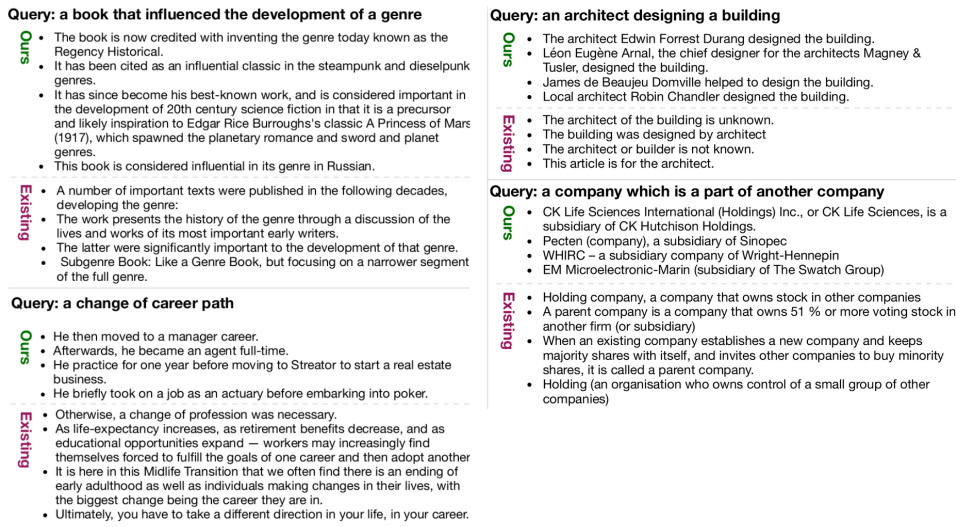 Query: a book that influenced the development of a genre
Ours
• The book is now credited with inventing the genre today known as the
Regency Historical.
• It has been cited as an influential classic in the steampunk and dieselpunk
genres.
• It has since become his best-known work, and is considered important in
the development of 20th century science fiction in that it is a precursor
and likely inspiration to Edgar Rice Burroughs's classic A Princess of Mars
(1917), which spawned the planetary romance and sword and planet
genres.
• This book is considered influential in its genre in Russian.
Existing
• A number of important texts were published in the following decades,
developing the genre:
• The work presents the history of the genre through a discussion of the
lives and works of its most important early writers.
• The latter were significantly important to the development of that genre.
• Subgenre Book: Like a Genre Book, but focusing on a narrower segment
of the full genre.
Query: a change of career path
Ours
• He then moved to a manager career.
• Afterwards, he became an agent full-time.
• He practice for one year before moving to Streator to start a real estate
business.
• He briefly took on a job as an actuary before embarking into poker.
Existing
• Otherwise, a change of profession was necessary.
• As life-expectancy increases, as retirement benefits decrease, and as
educational opportunities expand — workers may increasingly find
themselves forced to fulfill the goals of one career and then adopt another
• It is here in this Midlife Transition that we often find there is an ending of
early adulthood as well as individuals making changes in their lives, with
the biggest change being the career they are in.
• Ultimately, you have to take a different direction in your life, in your career.
Query: an architect designing a building
Ours
• The architect Edwin Forrest Durang designed the building.
• Léon Eugène Arnal, the chief designer for the architects Magney &
Tusler, designed the building.
• James de Beaujeu Domville helped to design the building.
• Local architect Robin Chandler designed the building.
Existing
• The architect of the building is unknown.
• The building was designed by architect
• The architect or builder is not known.
• This article is for the architect.
Query: a company which is a part of another company
Ours
• CK Life Sciences International (Holdings) Inc., or CK Life Sciences, is a
subsidiary of CK Hutchison Holdings.
• Pecten (company), a subsidiary of Sinopec
• WHIRC – a subsidiary company of Wright-Hennepin
• EM Microelectronic-Marin (subsidiary of The Swatch Group)
Existing
• Holding company, a company that owns stock in other companies
• A parent company is a company that owns 51 % or more voting stock in
another firm (or subsidiary)
• When an existing company establishes a new company and keeps
majority shares with itself, and invites other companies to buy minority
shares, it is called a parent company.
• Holding (an organisation who owns control of a small group of other
companies)